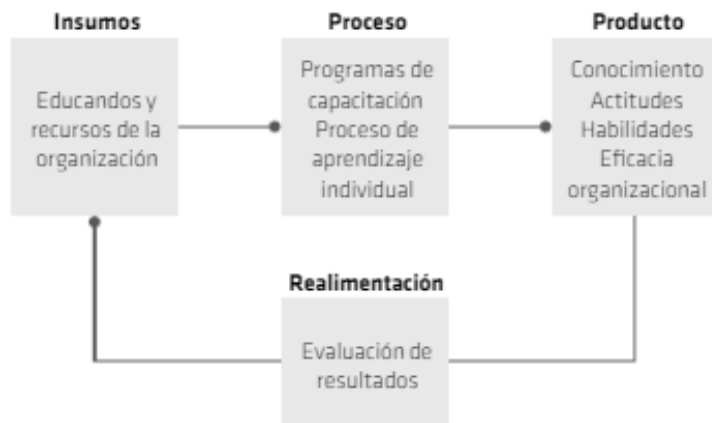 Insumos
Educandos y
recursos de la
organización
Proceso
Programas de
capacitación
Proceso de
aprendizaje
individual
Producto
Conocimiento
Actitudes
Habilidades
Eficacia
organizacional
Realimentación
Evaluación de
resultados